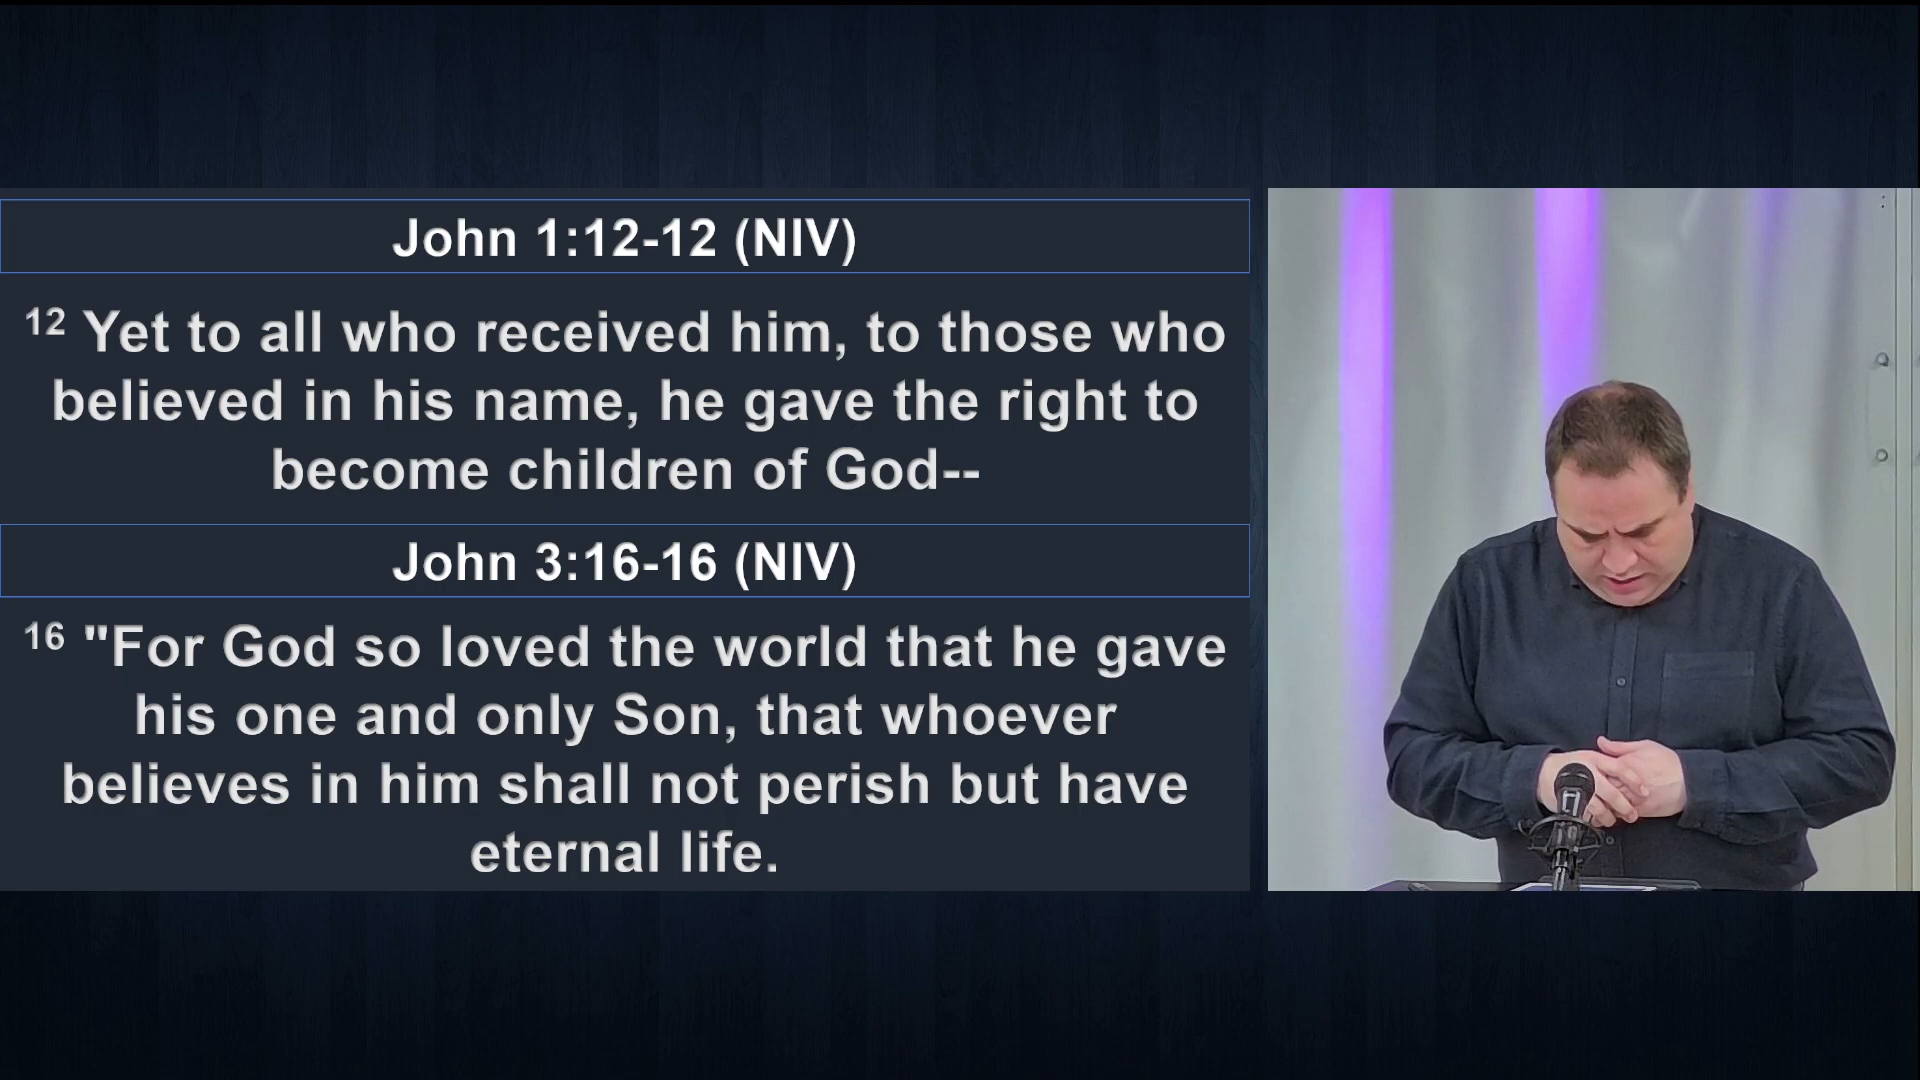 John 1:12-12 (NIV)
12 Yet to all who received him, to those who
believed in his name, he gave the right to
become children of God--
John 3:16-16 (NIV)
16 "For God so loved the world that he gave
his one and only Son, that whoever
believes in him shall not perish but have
eternal life.